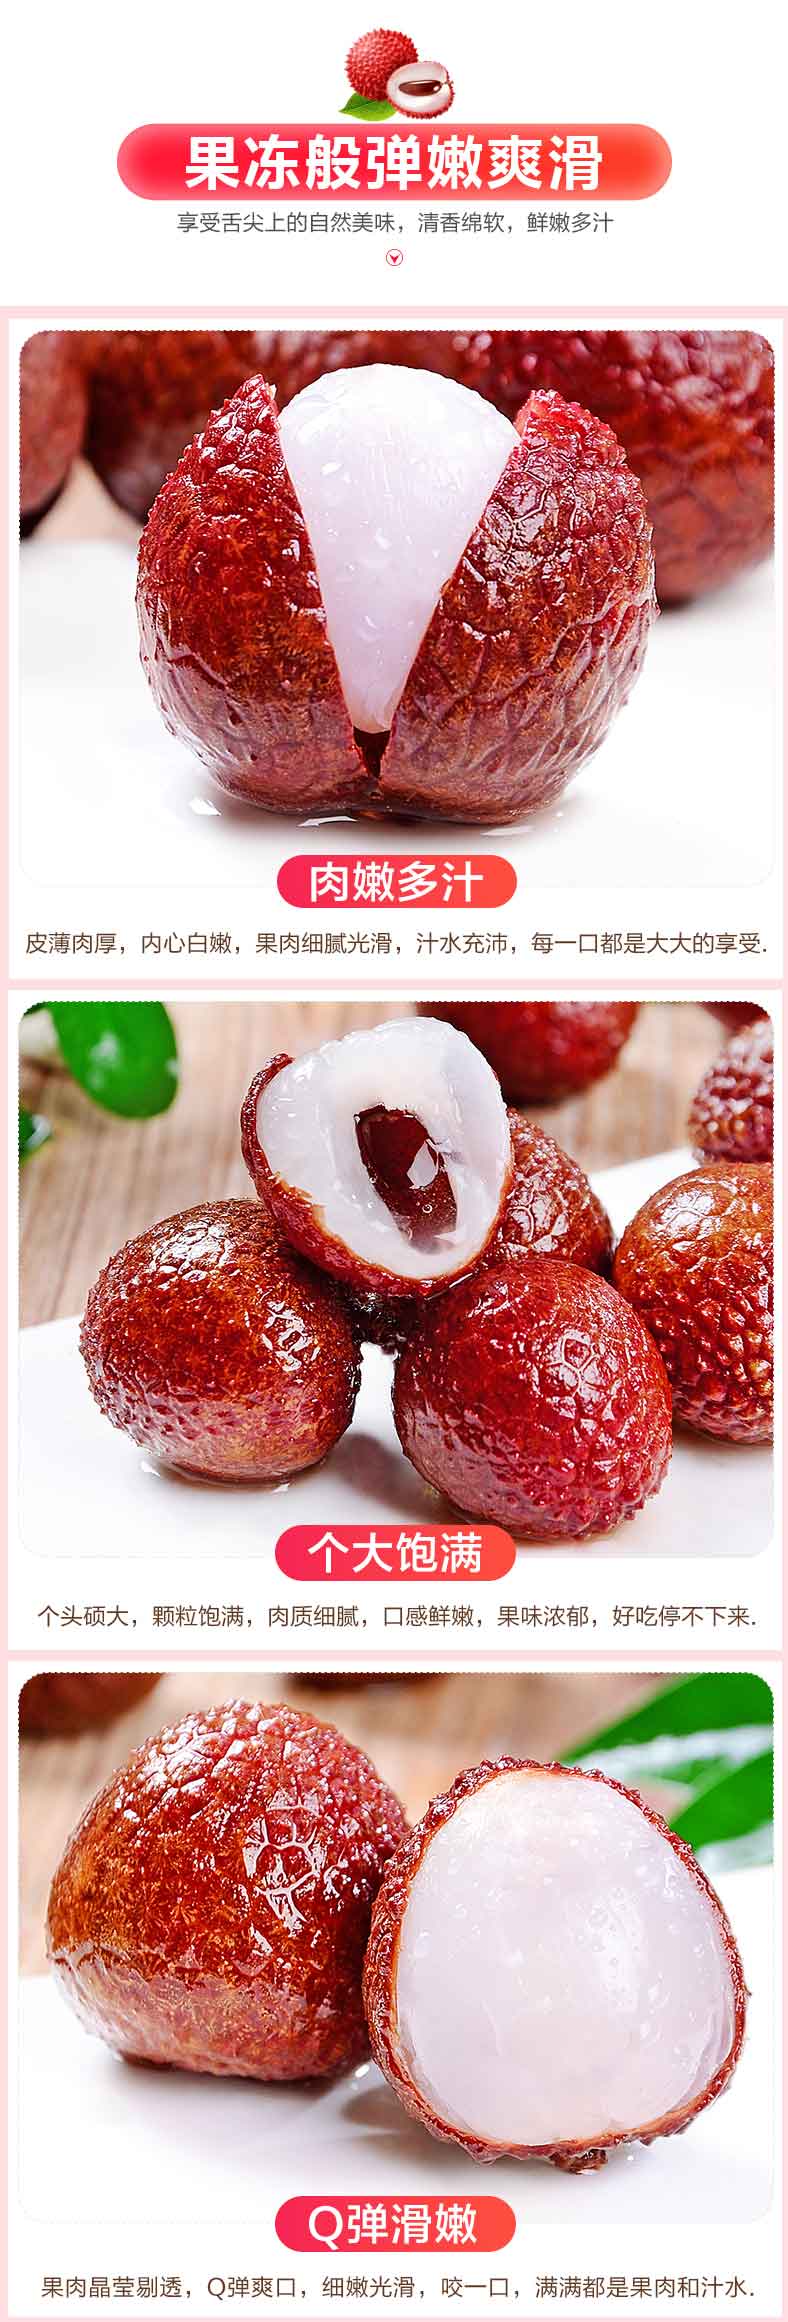 果冻般弹嫩爽滑
享受舌尖上的自然美味，清香绵软，鲜嫩多汁
肉嫩多汁
皮薄肉厚，内心白嫩，果肉细腻光滑，汁水充沛，每一口都是大大的享受.
个大饱满
个头硕大，颗粒饱满，肉质细腻，口感鲜嫩，果味浓郁，好吃停不下来.
Q弹滑嫩
果肉晶莹剔透，Q弹爽口，细嫩光滑，咬一口，满满都是果肉和汁水.